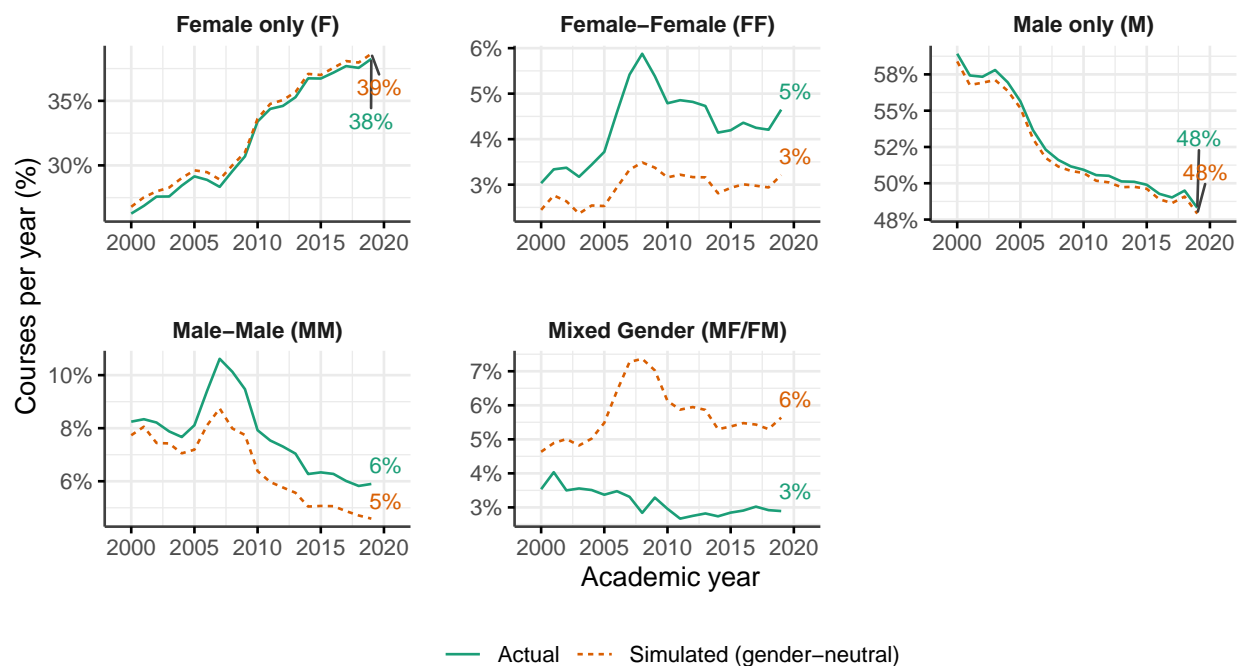 Female only (F)
Female–Female (FF)
Male only (M)
35%
30%
39%
38%
2000 2005 2010 2015 2020
6%
5%
4%
3%
5%
3%
2000 2005 2010 2015 2020
58%
55%
52%
50%
48%
48%
48%
2000 2005 2010 2015 2020
Courses per year (%)
Male–Male (MM)
Mixed Gender (MF/FM)
10%
8%
6%
6%
5%
2000 2005 2010 2015 2020
7%
6%
5%
4%
3%
6%
3%
2000 2005 2010 2015 2020
Academic year
Actual
Simulated (gender–neutral)